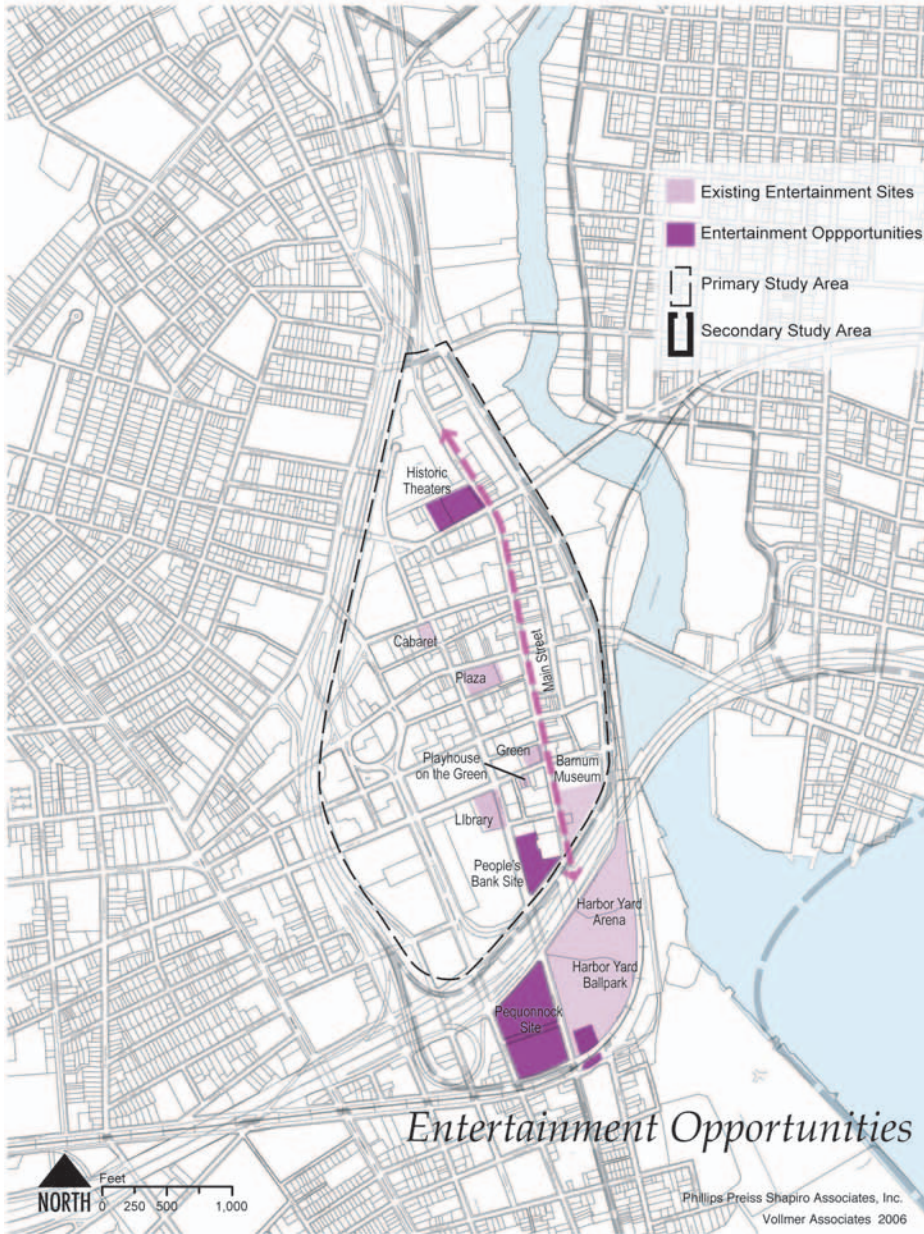 Existing Entertainment Sites
Entertainment Oppportunities
Primary Study Area
Secondary Study Area
Historic
Theaters
Cabaret
Main Street
Plaza
Green
Playhouse
on the Green
Barnum
Museum
LIbrary
People's
Bank Site
Harbor Yard
Arena
Harbor Yard
Ballpark
Pequonnock
Site
Entertainment Opportunities
NORTH
Feet
0 250 500 1,000
Phillips Preiss Shapiro Associates, Inc.
Vollmer Associates 2006